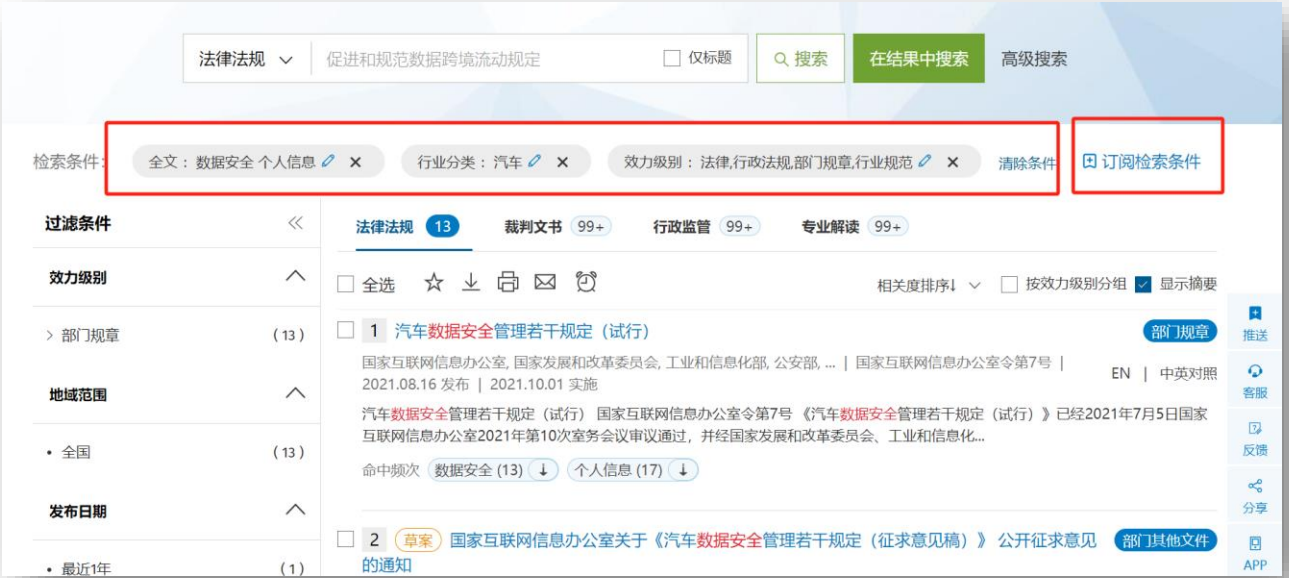 法律法规 促进和规范数据跨境流动规定 仅标题 搜索 在结果中搜索 高级搜索
检索条件: 全文：数据安全 个人信息 行业分类：汽车 效力级别：法律,行政法规,部门规章,行业规范 清除条件 订阅检索条件
过滤条件
效力级别
部门规章 (13)
地域范围
全国 (13)
发布日期
最近1年 (1)
法律法规 13 裁判文书 99+ 行政监管 99+ 专业解读 99+
全选 相关度排序↓ 按效力级别分组 显示摘要
1 汽车数据安全管理若干规定（试行） 部门规章
国家互联网信息办公室, 国家发展和改革委员会, 工业和信息化部, 公安部, ... | 国家互联网信息办公室令第7号 |
2021.08.16 发布 | 2021.10.01 实施
EN | 中英对照
汽车数据安全管理若干规定（试行） 国家互联网信息办公室令第7号 《汽车数据安全管理若干规定（试行）》已经2021年7月5日国家
互联网信息办公室2021年第10次室务会议审议通过，并经国家发展和改革委员会、工业和信息化...
命中频次 数据安全 (13) ↓ 个人信息 (17) ↓
2 草案 国家互联网信息办公室关于《汽车数据安全管理若干规定（征求意见稿）》 公开征求意见 部门其他文件
的通知
推送
客服
反馈
分享
APP